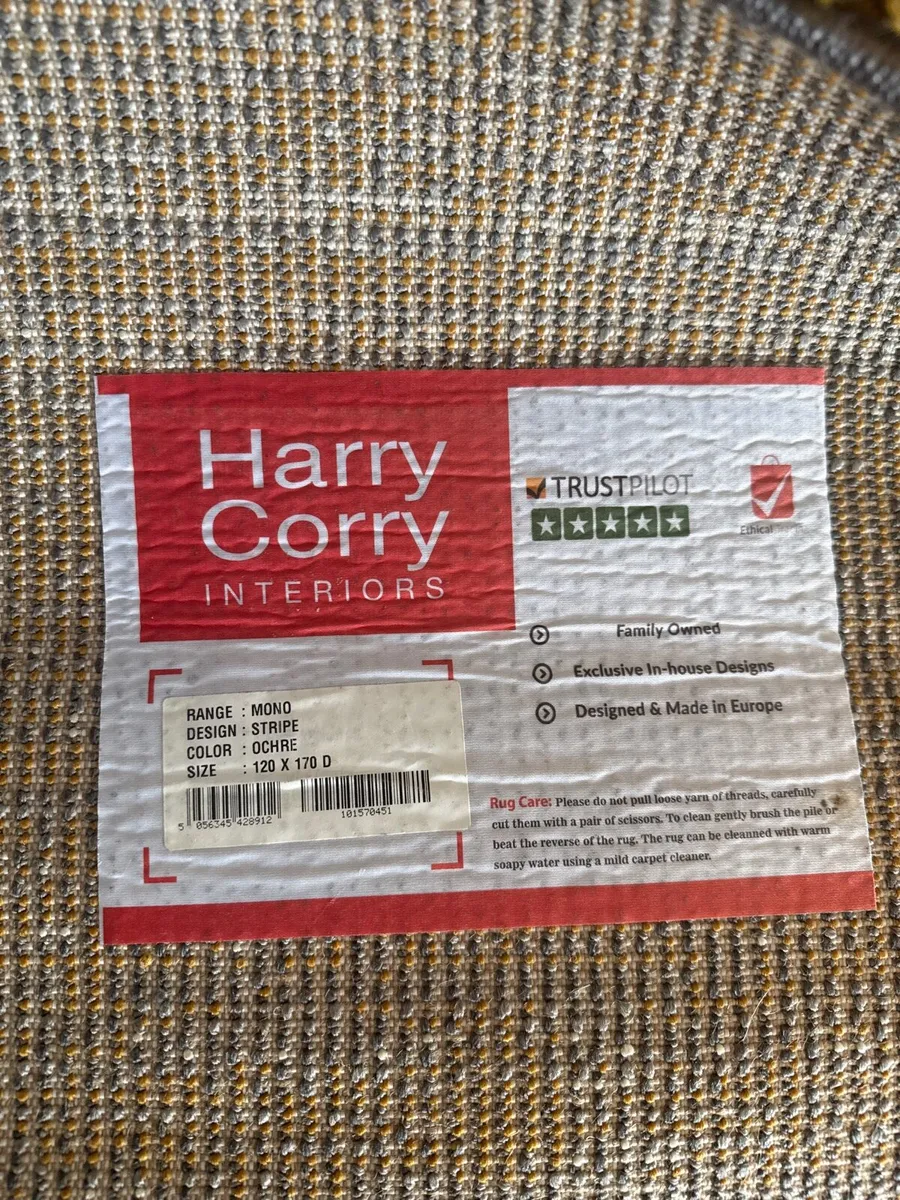 Harry
Corry
INTERIORS
TRUSTPILOT
Ethical
Family Owned
Exclusive In-house Designs
Designed & Made in Europe
RANGE : MONO
DESIGN : STRIPE
COLOR : OCHRE
SIZE : 120 X 170 D
5 056345 428912
101570451
Rug Care: Please do not pull loose yarn of threads, carefully
cut them with a pair of scissors. To clean gently brush the pile or
beat the reverse of the rug. The rug can be cleanned with warm
soapy water using a mild carpet cleaner.